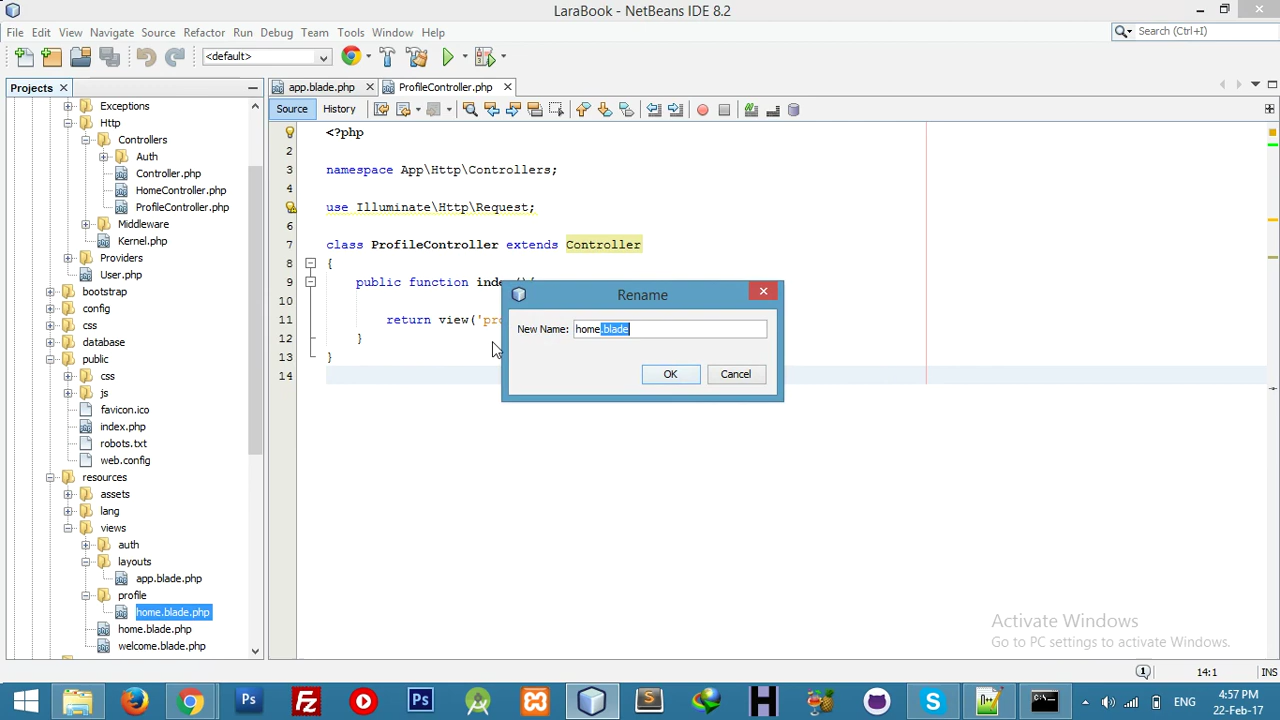 LaraBook - NetBeans IDE 8.2
File Edit View Navigate Source Refactor Run Debug Team Tools Window Help
Search (Ctrl+I)
<default>
Projects
app.blade.php
ProfileController.php
Source History
Exceptions
Http
Controllers
Auth
Controller.php
HomeController.php
ProfileController.php
Middleware
Kernel.php
Providers
User.php
bootstrap
config
css
database
public
css
js
favicon.ico
index.php
robots.txt
web.config
resources
assets
lang
views
auth
layouts
app.blade.php
profile
home.blade.php
home.blade.php
welcome.blade.php
<?php
2
3 namespace App\Http\Controllers;
4
5 use Illuminate\Http\Request;
6
7 class ProfileController extends Controller
8 {
9 public function index(){
10
11 return view('pro
12 }
13 }
14
Rename
New Name: home.blade
OK Cancel
Activate Windows
Go to PC settings to activate Windows.
1 14:1 INS
Ps Fz Ps S H S
ENG 4:57 PM
22-Feb-17